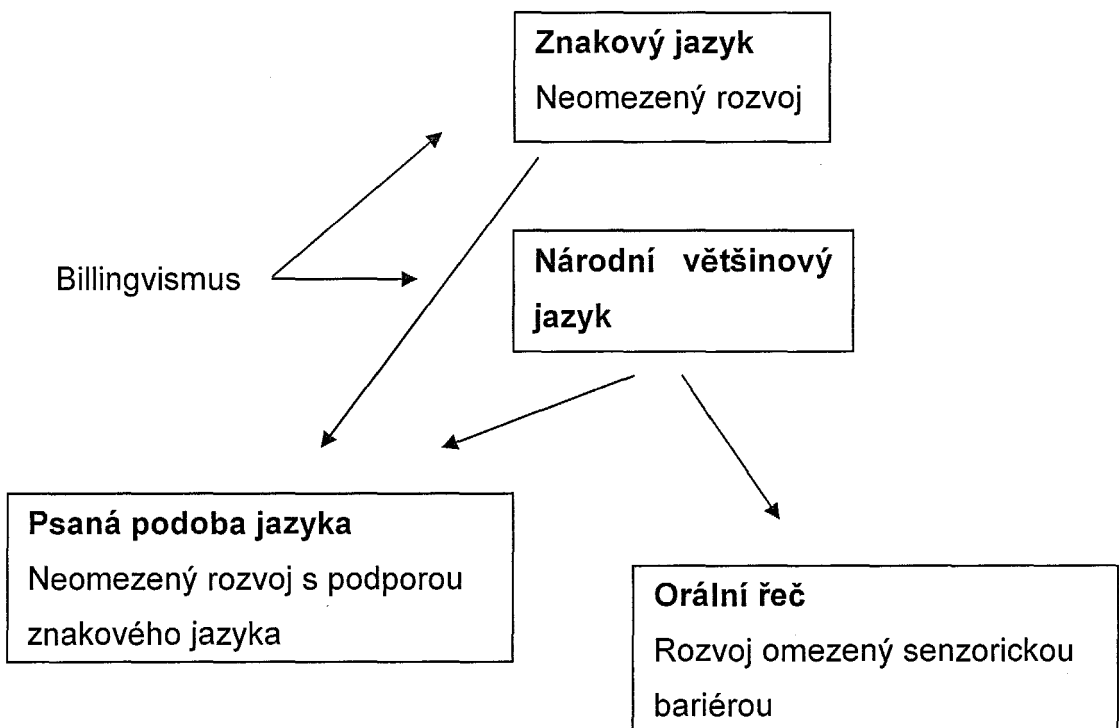 Znakový jazyk
Neomezený rozvoj
Billingvismus
Národní většinový
jazyk
Psaná podoba jazyka
Neomezený rozvoj s podporou
znakového jazyka
Orální řeč
Rozvoj omezený senzorickou
bariérou